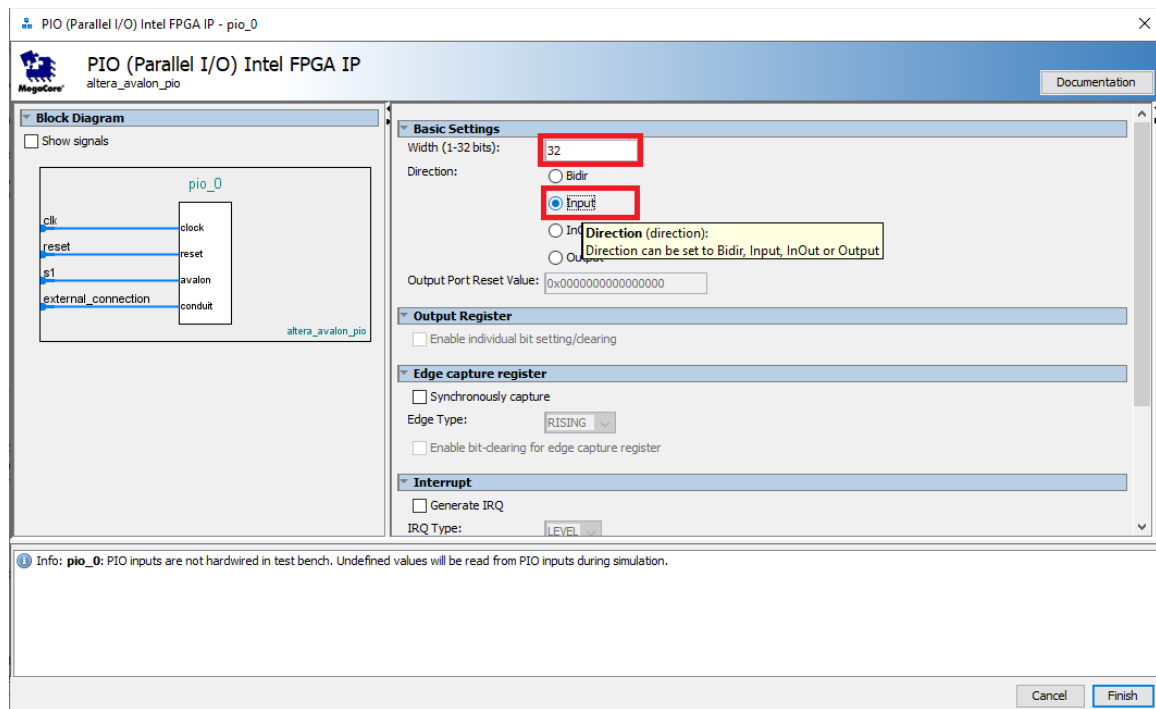 PIO (Parallel I/O) Intel FPGA IP - pio_0
MegaCore'
PIO (Parallel I/O) Intel FPGA IP
altera_avalon_pio
Documentation
Block Diagram
Show signals
pio_0
clk
clock
reset
reset
s1
avalon
external_connection
conduit
altera_avalon_pio
Basic Settings
Width (1-32 bits): 32
Direction: Bidir
Input
Direction (direction):
Direction can be set to Bidir, Input, InOut or Output
Output Port Reset Value: 0x0000000000000000
Output Register
Enable individual bit setting/clearing
Edge capture register
Synchronously capture
Edge Type: RISING
Enable bit-clearing for edge capture register
Interrupt
Generate IRQ
IRQ Type: LEVEL
Info: pio_0: PIO inputs are not hardwired in test bench. Undefined values will be read from PIO inputs during simulation.
Cancel Finish